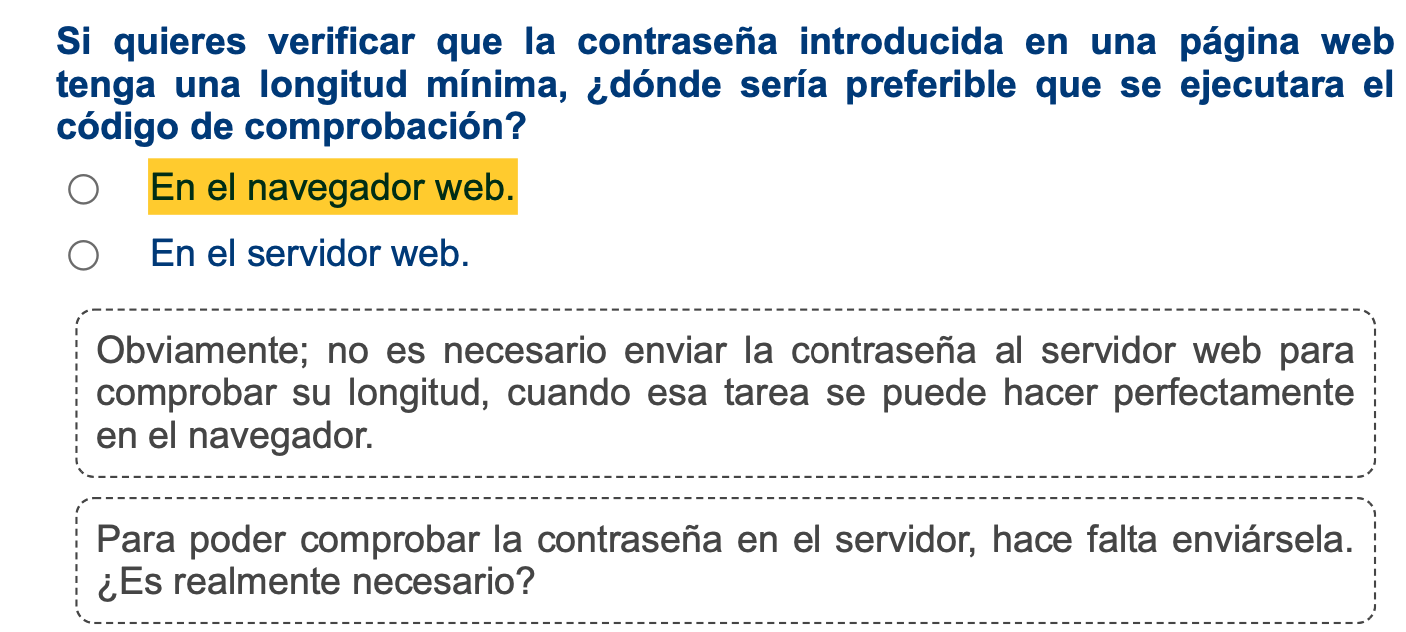 Si quieres verificar que la contraseña introducida en una página web
tenga una longitud mínima, ¿dónde sería preferible que se ejecutara el
código de comprobación?
En el navegador web.
En el servidor web.
Obviamente; no es necesario enviar la contraseña al servidor web para
comprobar su longitud, cuando esa tarea se puede hacer perfectamente
en el navegador.
Para poder comprobar la contraseña en el servidor, hace falta enviársela.
¿Es realmente necesario?